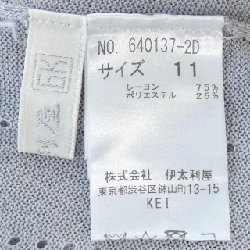 NO. 640137-2D
サイズ 11
レーヨン 75%
ポリエステル 25%
株式会社 伊太利屋
東京都渋谷区鉢山町13-15
KEI